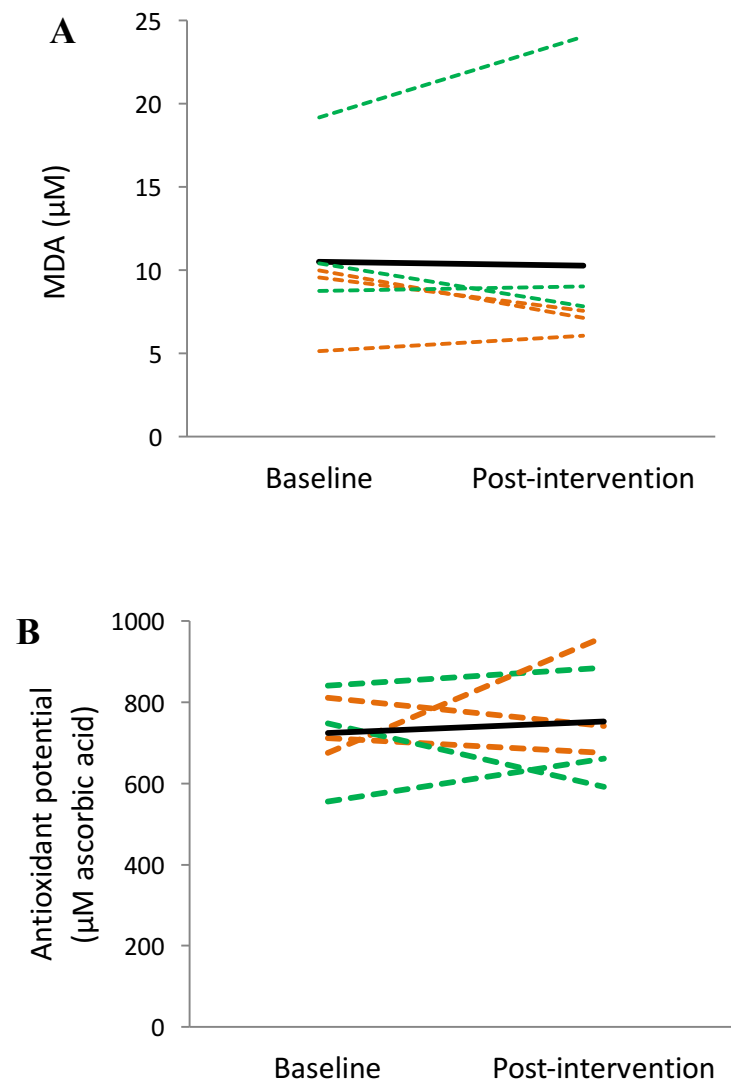 A
25
20
15
10
5
0
MDA (µM)
Baseline Post-intervention
B
1000
800
600
400
200
0
Antioxidant potential
(µM ascorbic acid)
Baseline Post-intervention